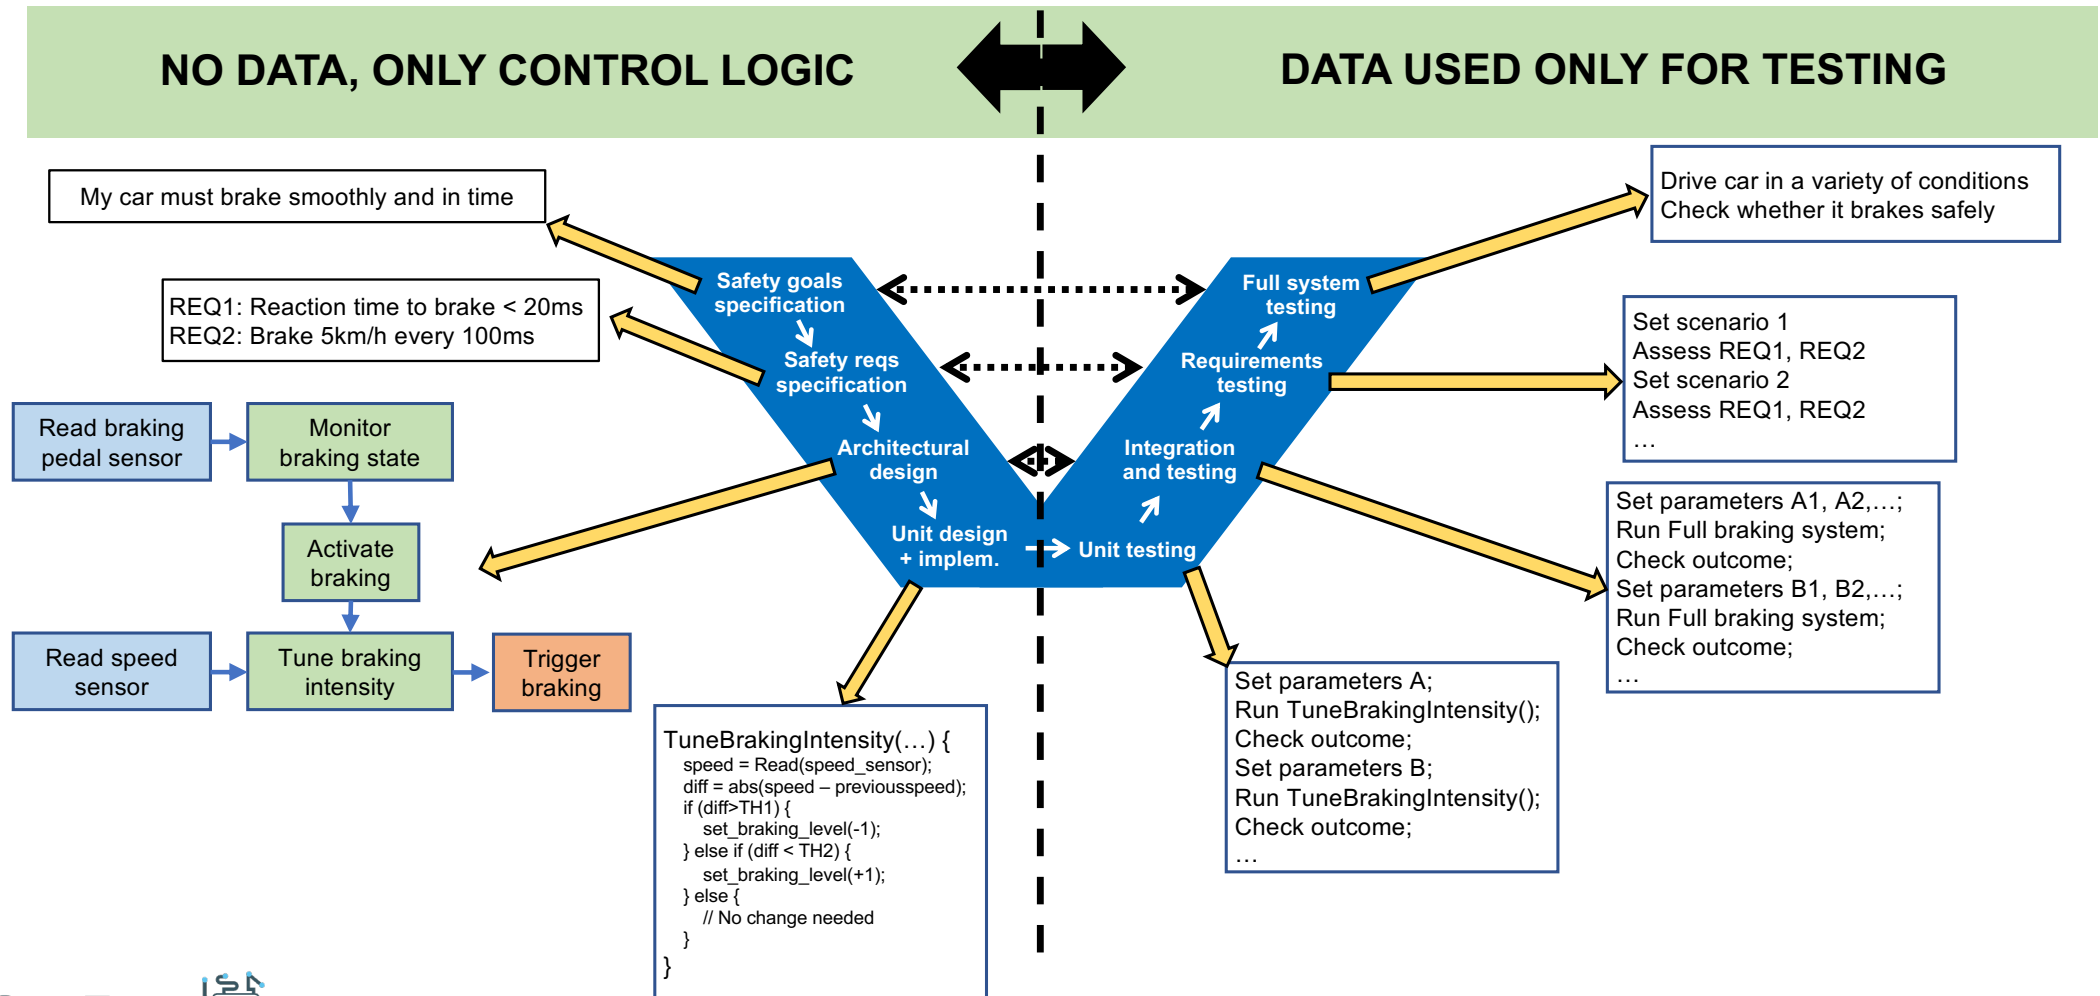 NO DATA, ONLY CONTROL LOGIC
DATA USED ONLY FOR TESTING
My car must brake smoothly and in time
REQ1: Reaction time to brake < 20ms
REQ2: Brake 5km/h every 100ms
Read braking
pedal sensor
Monitor
braking state
Activate
braking
Read speed
sensor
Tune braking
intensity
Trigger
braking
Safety goals
specification
Safety reqs
specification
Architectural
design
Unit design
+ implem.
Unit testing
Integration
and testing
Requirements
testing
Full system
testing
TuneBrakingIntensity(…) {
speed = Read(speed_sensor);
diff = abs(speed – previousspeed);
if (diff>TH1) {
set_braking_level(-1);
} else if (diff < TH2) {
set_braking_level(+1);
} else {
// No change needed
}
}
Set parameters A;
Run TuneBrakingIntensity();
Check outcome;
Set parameters B;
Run TuneBrakingIntensity();
Check outcome;
…
Drive car in a variety of conditions
Check whether it brakes safely
Set scenario 1
Assess REQ1, REQ2
Set scenario 2
Assess REQ1, REQ2
…
Set parameters A1, A2,…;
Run Full braking system;
Check outcome;
Set parameters B1, B2,…;
Run Full braking system;
Check outcome;
…